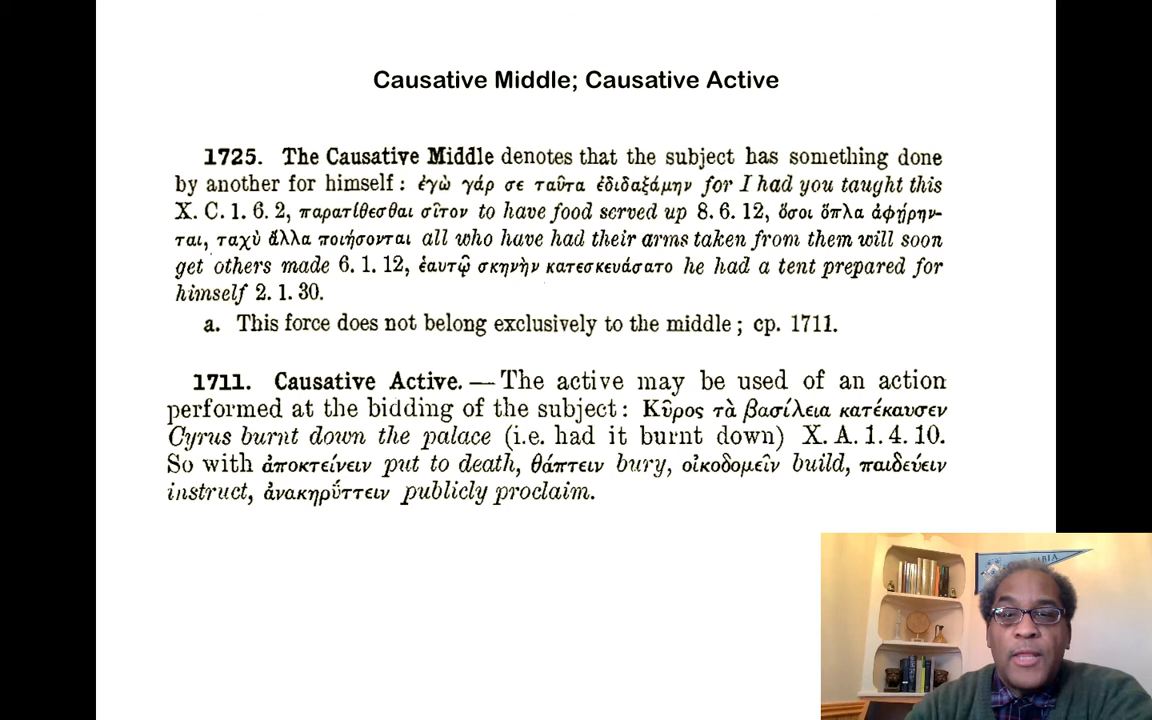 Causative Middle; Causative Active
1725. The Causative Middle denotes that the subject has something done
by another for himself : ἐγὼ γάρ σε ταῦτα ἐδιδαξάμην for I had you taught this
X. C. 1. 6. 2, παρατίθεσθαι σῖτον to have food served up 8. 6. 12, ὅσοι ὅπλα ἀφῄρην-
ται, ταχὺ ἄλλα ποιήσονται all who have had their arms taken from them will soon
get others made 6. 1. 12, ἑαυτῷ σκηνὴν κατεσκευάσατο he had a tent prepared for
himself 2. 1. 30.
a. This force does not belong exclusively to the middle ; cp. 1711.
1711. Causative Active. — The active may be used of an action
performed at the bidding of the subject : Κῦρος τὰ βασίλεια κατέκαυσεν
Cyrus burnt down the palace (i.e. had it burnt down) X. A. 1. 4. 10.
So with ἀποκτείνειν put to death, θάπτειν bury, οἰκοδομεῖν build, παιδεύειν
instruct, ἀνακηρύττειν publicly proclaim.